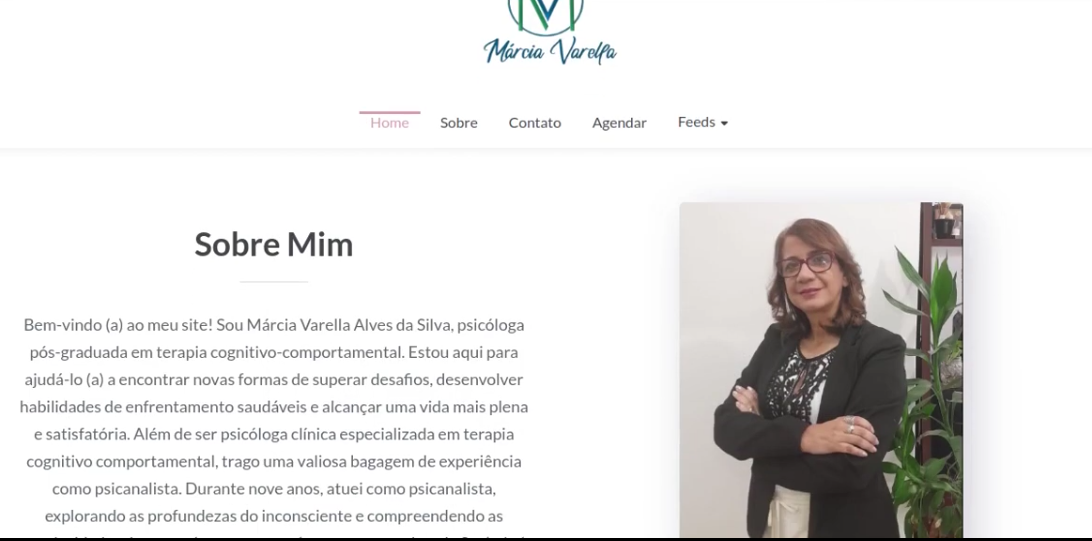 Márcia Varella
Home
Sobre
Contato
Agendar
Feeds
Sobre Mim
Bem-vindo (a) ao meu site! Sou Márcia Varella Alves da Silva, psicóloga
pós-graduada em terapia cognitivo-comportamental. Estou aqui para
ajudá-lo (a) a encontrar novas formas de superar desafios, desenvolver
habilidades de enfrentamento saudáveis e alcançar uma vida mais plena
e satisfatória. Além de ser psicóloga clínica especializada em terapia
cognitivo comportamental, trago uma valiosa bagagem de experiência
como psicanalista. Durante nove anos, atuei como psicanalista,
explorando as profundezas do inconsciente e compreendendo as